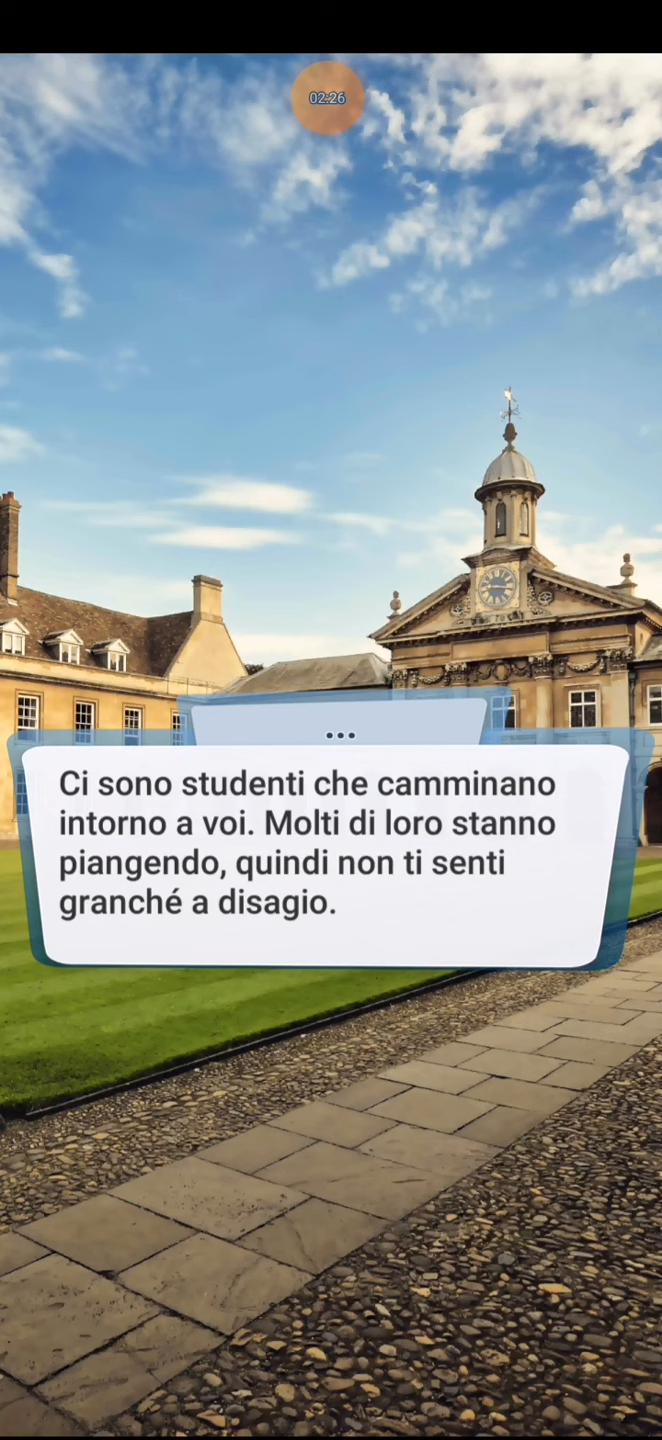 02:26
...
Ci sono studenti che camminano
intorno a voi. Molti di loro stanno
piangendo, quindi non ti senti
granché a disagio.